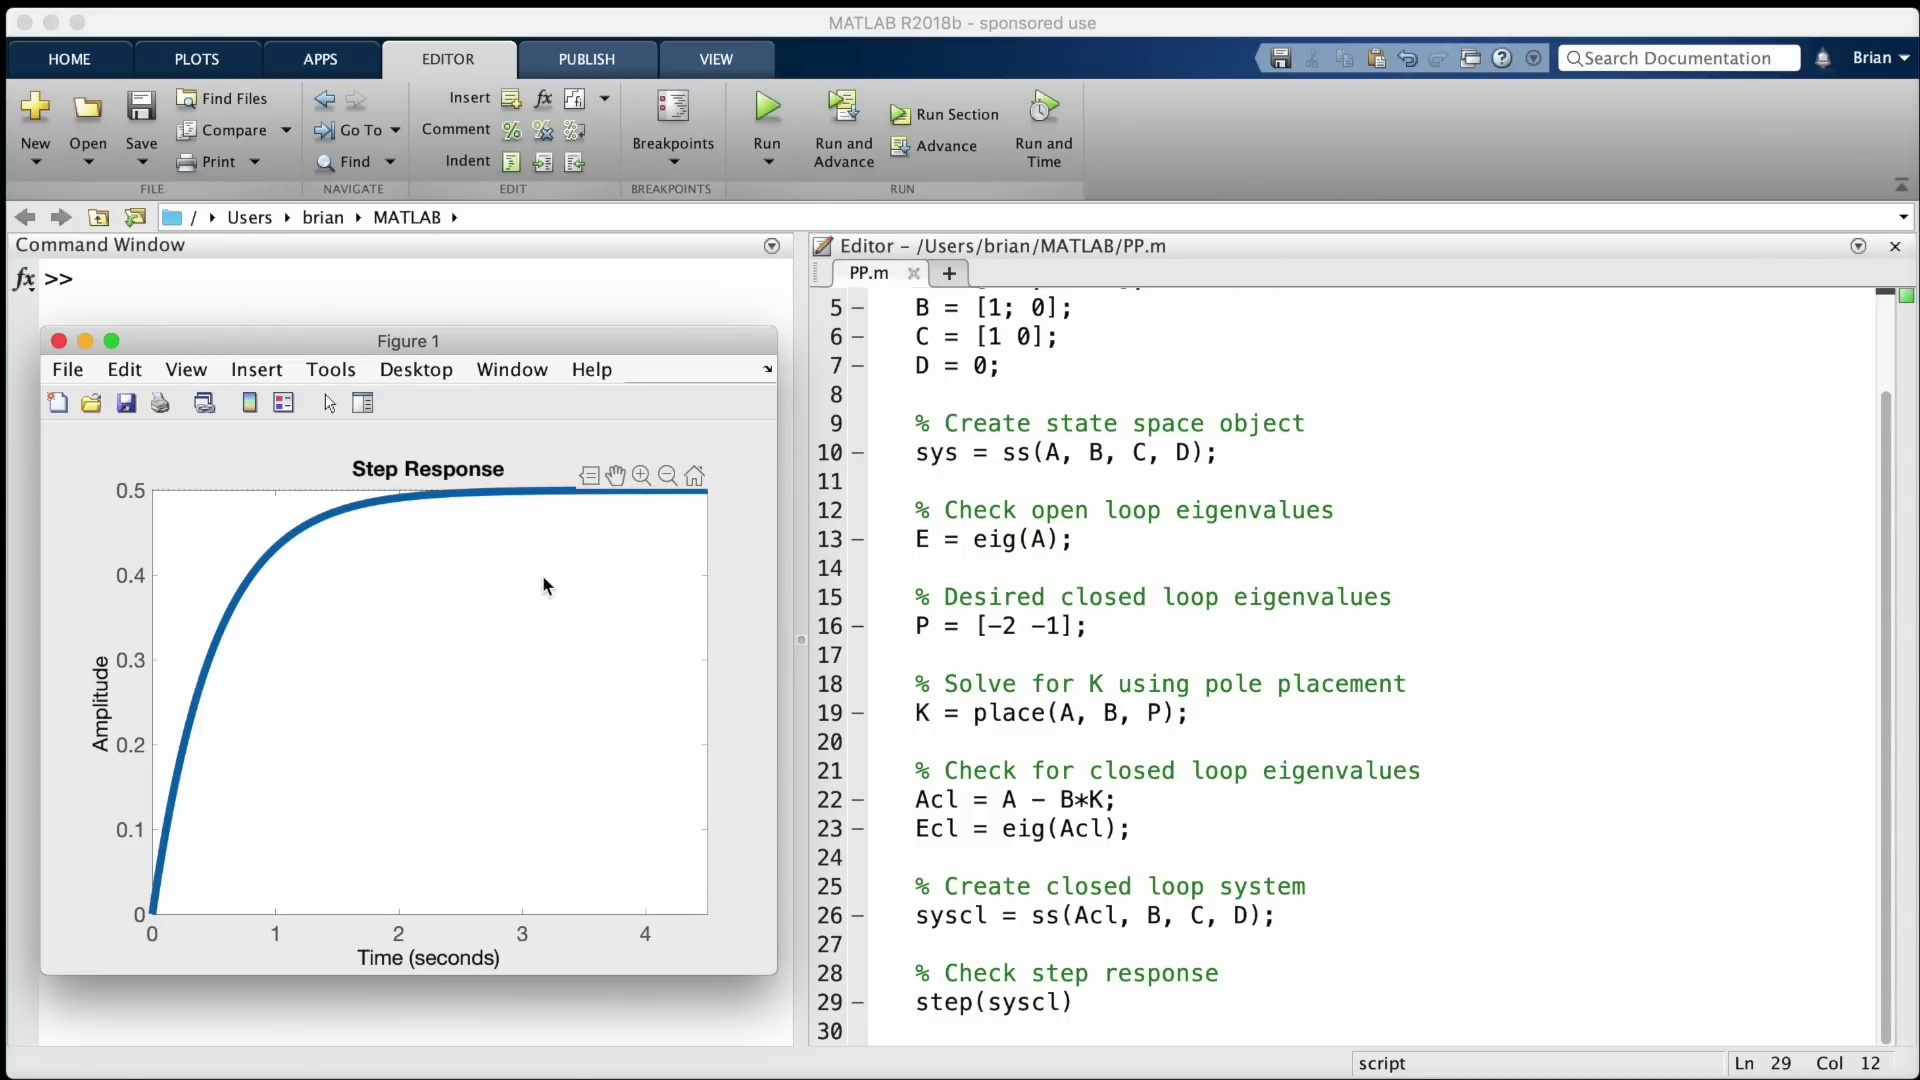 MATLAB R2018b - sponsored use
HOME PLOTS APPS EDITOR PUBLISH VIEW
Search Documentation
Brian
New
Open
Save
Find Files
Compare
Print
FILE
Go To
Find
NAVIGATE
Insert
Comment
Indent
EDIT
Breakpoints
BREAKPOINTS
Run
Run and
Advance
Run Section
Advance
Run and
Time
RUN
/ Users brian MATLAB
Command Window
fx >>
Figure 1
File Edit View Insert Tools Desktop Window Help
Step Response
0.5
0.4
0.3
0.2
0.1
0
Amplitude
0 1 2 3 4
Time (seconds)
Editor – /Users/brian/MATLAB/PP.m
PP.m
5 – B = [1; 0];
6 – C = [1 0];
7 – D = 0;
8
9 % Create state space object
10 – sys = ss(A, B, C, D);
11
12 % Check open loop eigenvalues
13 – E = eig(A);
14
15 % Desired closed loop eigenvalues
16 – P = [-2 -1];
17
18 % Solve for K using pole placement
19 – K = place(A, B, P);
20
21 % Check for closed loop eigenvalues
22 – Acl = A - B*K;
23 – Ecl = eig(Acl);
24
25 % Create closed loop system
26 – syscl = ss(Acl, B, C, D);
27
28 % Check step response
29 – step(syscl)
30
script
Ln 29 Col 12